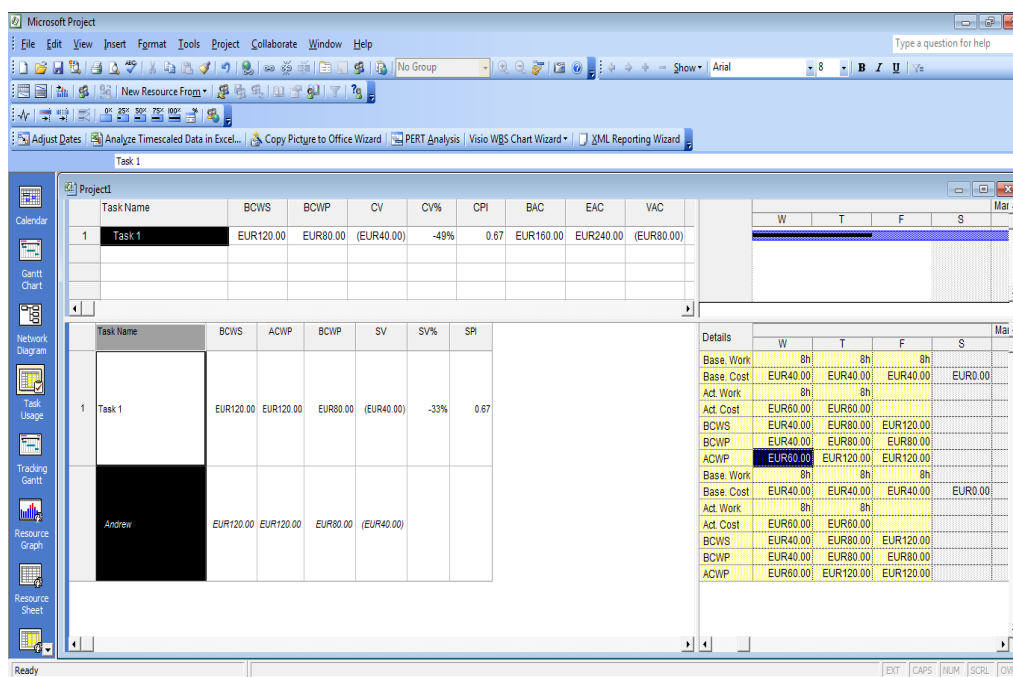 Microsoft Project
File Edit View Insert Format Tools Project Collaborate Window Help Type a question for help
No Group Show Arial 8 B I U
New Resource From
0% 25% 50% 75% 100%
Adjust Dates Analyze Timescaled Data in Excel... Copy Picture to Office Wizard PERT Analysis Visio WBS Chart Wizard XML Reporting Wizard
Task 1
Project1
Calendar
Gantt
Chart
Network
Diagram
Task
Usage
Tracking
Gantt
Resource
Graph
Resource
Sheet
Task Name BCWS BCWP CV CV% CPI BAC EAC VAC
1 Task 1 EUR120.00 EUR80.00 (EUR40.00) -49% 0.67 EUR160.00 EUR240.00 (EUR80.00)
Mar
W T F S
Task Name BCWS ACWP BCWP SV SV% SPI
1 Task 1 EUR120.00 EUR120.00 EUR80.00 (EUR40.00) -33% 0.67
Andrew EUR120.00 EUR120.00 EUR80.00 (EUR40.00)
Mar
Details W T F S
Base. Work 8h 8h 8h
Base. Cost EUR40.00 EUR40.00 EUR40.00 EUR0.00
Act. Work 8h 8h
Act. Cost EUR60.00 EUR60.00
BCWS EUR40.00 EUR80.00 EUR120.00
BCWP EUR40.00 EUR80.00 EUR80.00
ACWP EUR60.00 EUR120.00 EUR120.00
Base. Work 8h 8h 8h
Base. Cost EUR40.00 EUR40.00 EUR40.00 EUR0.00
Act. Work 8h 8h
Act. Cost EUR60.00 EUR60.00
BCWS EUR40.00 EUR80.00 EUR120.00
BCWP EUR40.00 EUR80.00 EUR80.00
ACWP EUR60.00 EUR120.00 EUR120.00
Ready EXT CAPS NUM SCRL OVR